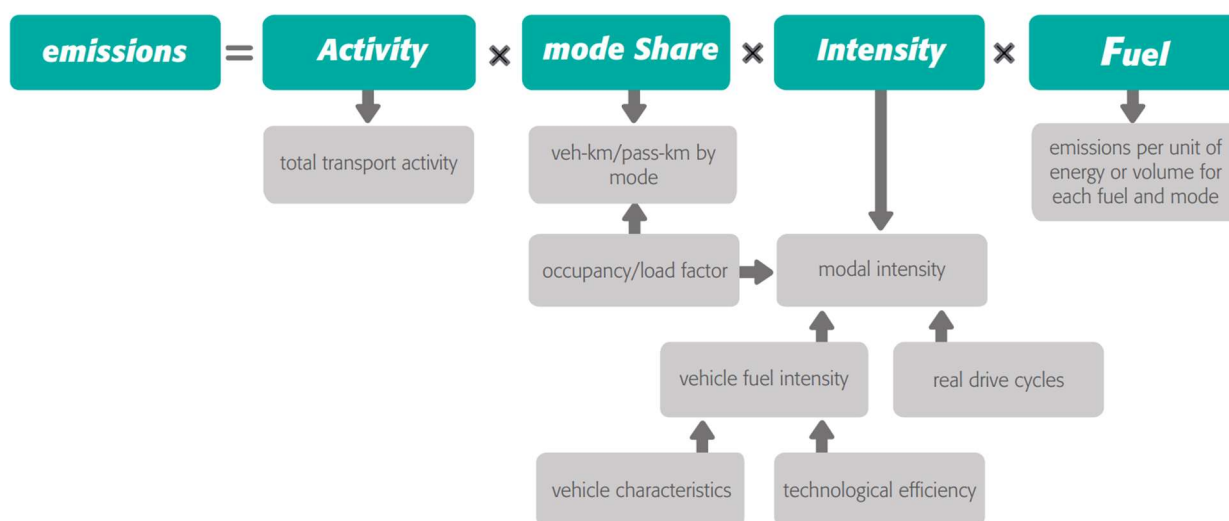 emissions = Activity × mode Share × Intensity × Fuel
total transport activity
veh-km/pass-km by
mode
emissions per unit of
energy or volume for
each fuel and mode
occupancy/load factor
modal intensity
vehicle fuel intensity
real drive cycles
vehicle characteristics
technological efficiency